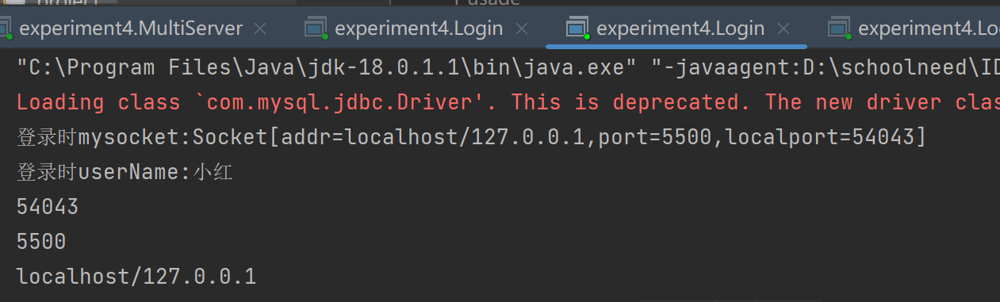 project
usage
experiment4.MultiServer
experiment4.Login
experiment4.Login
experiment4.Lo
"C:\Program Files\Java\jdk-18.0.1.1\bin\java.exe" "-javaagent:D:\schoolneed\ID
Loading class `com.mysql.jdbc.Driver'. This is deprecated. The new driver clas
登录时mysocket:Socket[addr=localhost/127.0.0.1,port=5500,localport=54043]
登录时userName:小红
54043
5500
localhost/127.0.0.1